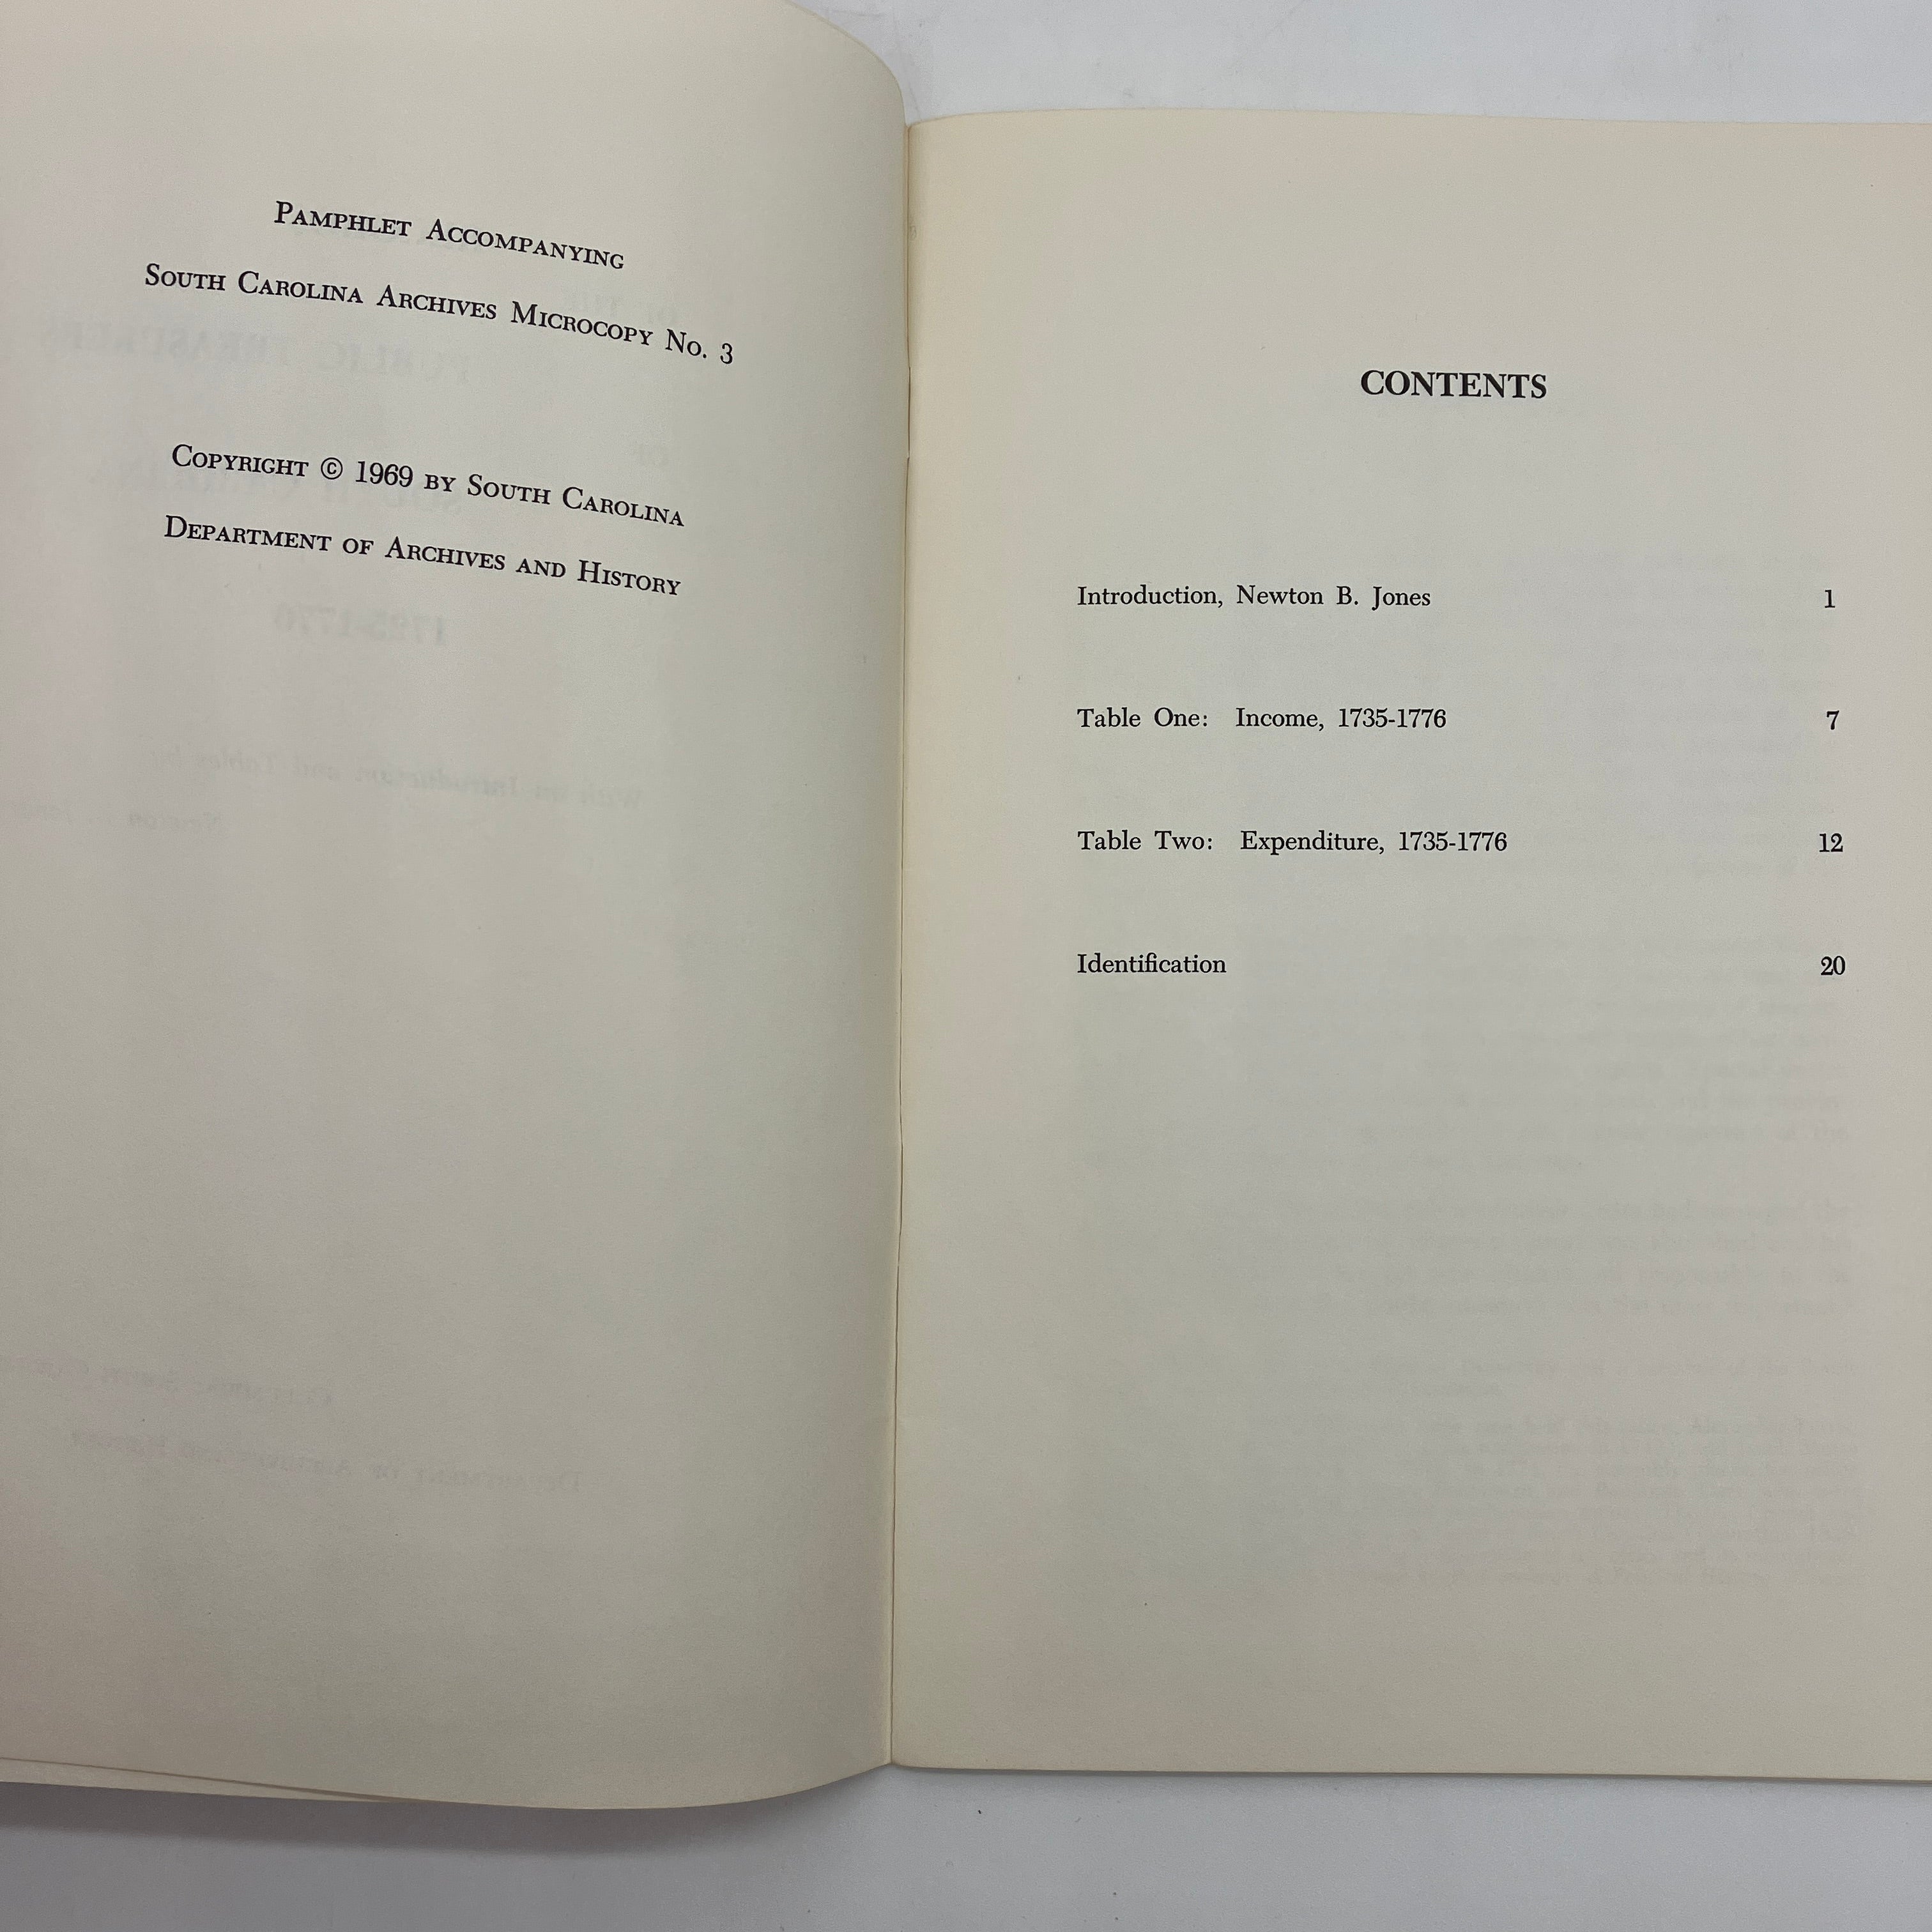 Pamphlet Accompanying
South Carolina Archives Microcopy No. 3
Copyright © 1969 by South Carolina
Department of Archives and History
CONTENTS
Introduction, Newton B. Jones 1
Table One: Income, 1735-1776 7
Table Two: Expenditure, 1735-1776 12
Identification 20